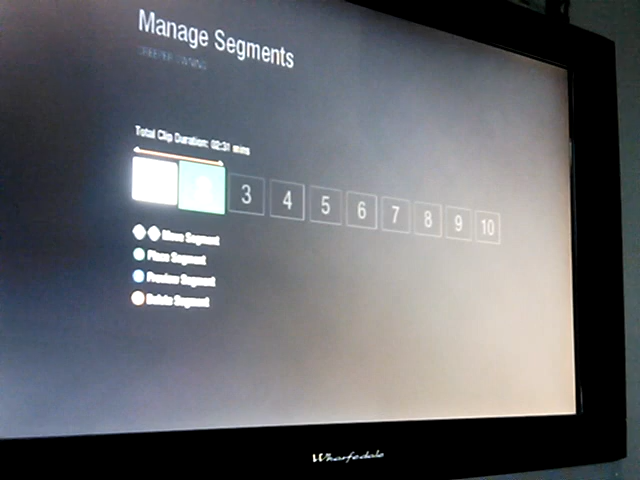 Manage Segments
Total Clip Duration: 02:31 mins
3 4 5 6 7 8 9 10
Move Segment
Place Segment
Preview Segment
Delete Segment
Wharfedale